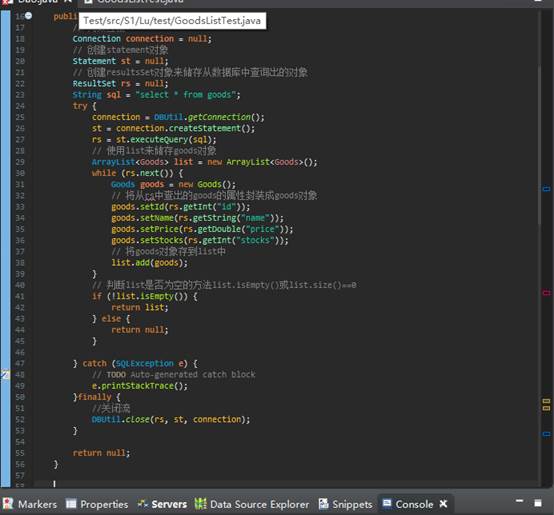 GoodsListTest.java
16 publi
Test/src/S1/Lu/test/GoodsListTest.java
17
18 Connection connection = null;
19 // 创建statement对象
20 Statement st = null;
21 // 创建resultsSet对象来储存从数据库中查询出的对象
22 ResultSet rs = null;
23 String sql = "select * from goods";
24 try {
25 connection = DBUtil.getConnection();
26 st = connection.createStatement();
27 rs = st.executeQuery(sql);
28 // 使用list来储存goods对象
29 ArrayList<Goods> list = new ArrayList<Goods>();
30 while (rs.next()) {
31 Goods goods = new Goods();
32 // 将从rs中查出的goods的属性封装成goods对象
33 goods.setId(rs.getInt("id"));
34 goods.setName(rs.getString("name"));
35 goods.setPrice(rs.getDouble("price"));
36 goods.setStocks(rs.getInt("stocks"));
37 // 将goods对象存到list中
38 list.add(goods);
39 }
40 // 判断list是否为空的方法list.isEmpty()或list.size()==0
41 if (!list.isEmpty()) {
42 return list;
43 } else {
44 return null;
45 }
46
47 } catch (SQLException e) {
48 // TODO Auto-generated catch block
49 e.printStackTrace();
50 }finally {
51 //关闭流
52 DBUtil.close(rs, st, connection);
53 }
54
55 return null;
56 }
57
Markers Properties Servers Data Source Explorer Snippets Console